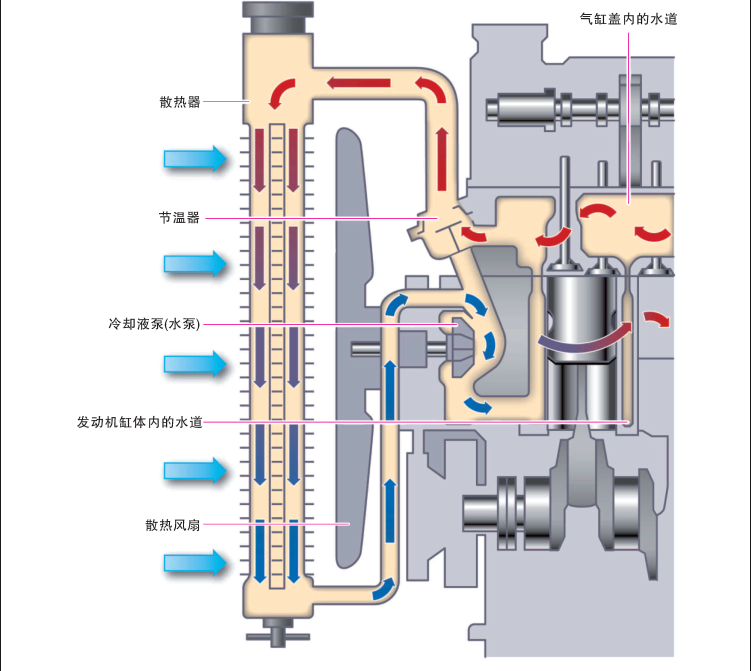 气缸盖内的水道
散热器
节温器
冷却液泵(水泵)
发动机缸体内的水道
散热风扇